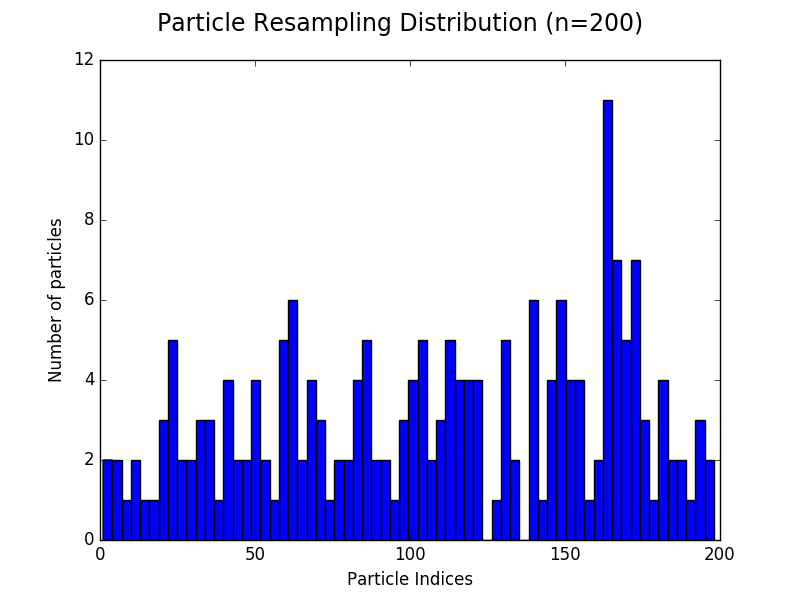 Particle Resampling Distribution (n=200)
12
10
8
6
4
2
0
Number of particles
0 50 100 150 200
Particle Indices